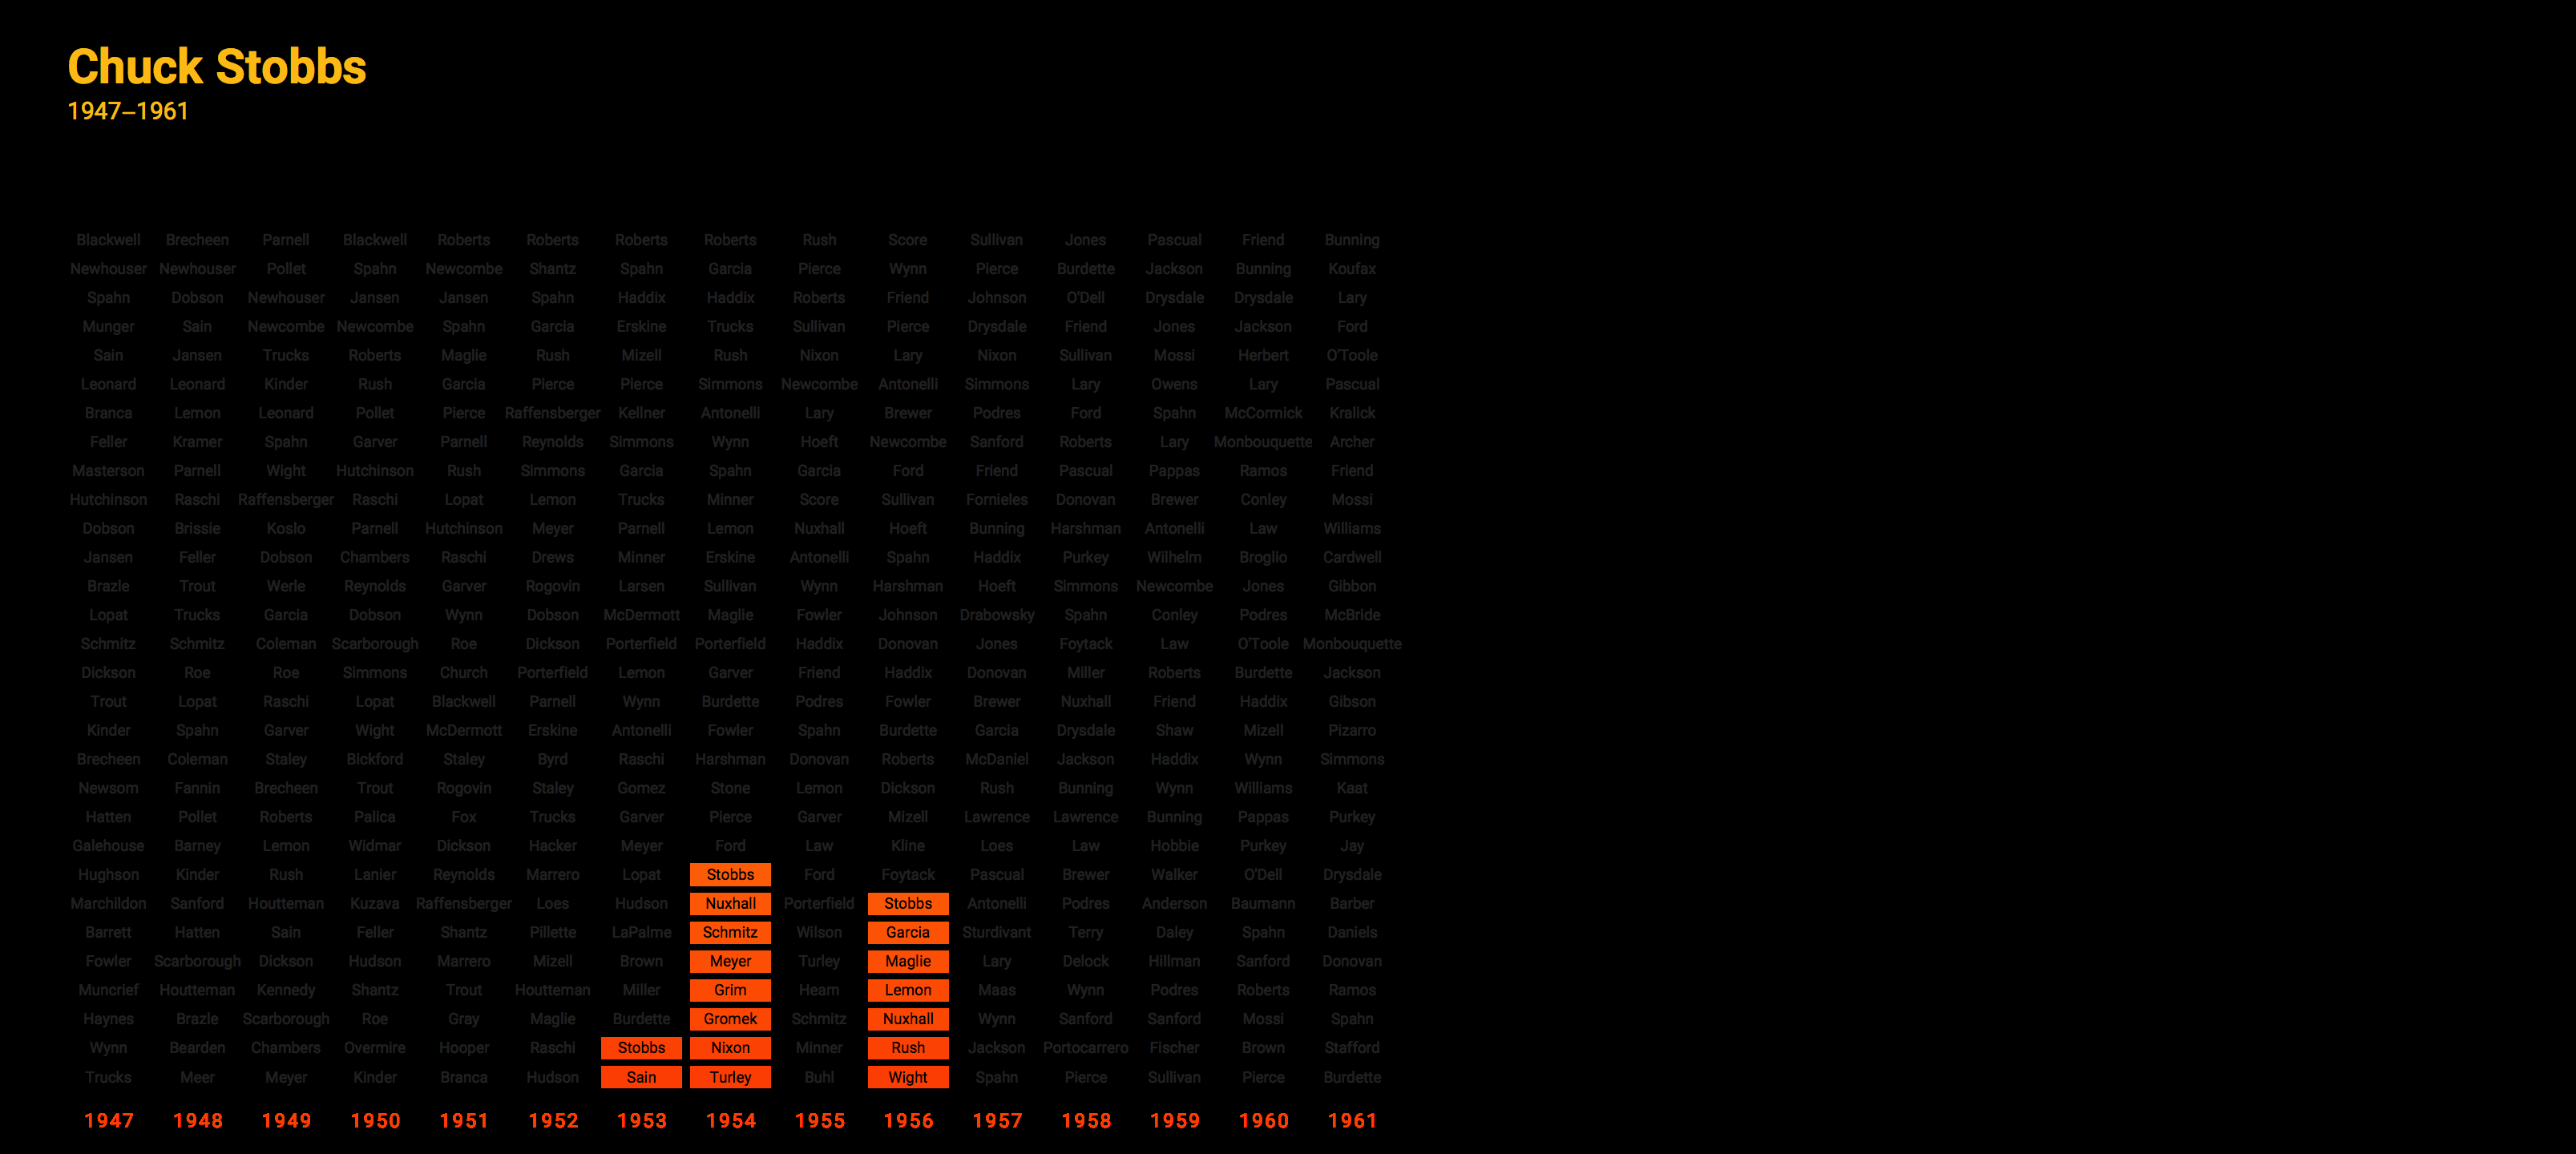 Chuck Stobbs
1947–1961
Blackwell Brecheen Parnell Blackwell Roberts Roberts Roberts Roberts Rush Score Sullivan Jones Pascual Friend Bunning
Newhouser Newhouser Pollet Spahn Newcombe Shantz Spahn Garcia Pierce Wynn Pierce Burdette Jackson Bunning Koufax
Spahn Dobson Newhouser Jansen Jansen Spahn Haddix Haddix Roberts Friend Johnson O'Dell Drysdale Drysdale Lary
Munger Sain Newcombe Newcombe Spahn Garcia Erskine Trucks Sullivan Pierce Drysdale Friend Jones Jackson Ford
Sain Jansen Trucks Roberts Maglie Rush Mizell Rush Nixon Lary Nixon Sullivan Mossi Herbert O'Toole
Leonard Leonard Kinder Rush Garcia Pierce Pierce Simmons Newcombe Antonelli Simmons Lary Owens Lary Pascual
Branca Lemon Leonard Pollet Pierce Raffensberger Kellner Antonelli Lary Brewer Podres Ford Spahn McCormick Kralick
Feller Kramer Spahn Garver Parnell Reynolds Simmons Wynn Hoeft Newcombe Sanford Roberts Lary Monbouquette Archer
Masterson Parnell Wight Hutchinson Rush Simmons Garcia Spahn Garcia Ford Friend Pascual Pappas Ramos Friend
Hutchinson Raschi Raffensberger Raschi Lopat Lemon Trucks Minner Score Sullivan Fornieles Donovan Brewer Conley Mossi
Dobson Brissie Koslo Parnell Hutchinson Meyer Parnell Lemon Nuxhall Hoeft Bunning Harshman Antonelli Law Williams
Jansen Feller Dobson Chambers Raschi Drews Minner Erskine Antonelli Spahn Haddix Purkey Wilhelm Broglio Cardwell
Brazle Trout Werle Reynolds Garver Rogovin Larsen Sullivan Wynn Harshman Hoeft Simmons Newcombe Jones Gibbon
Lopat Trucks Garcia Dobson Wynn Dobson McDermott Maglie Fowler Johnson Drabowsky Spahn Conley Podres McBride
Schmitz Schmitz Coleman Scarborough Roe Dickson Porterfield Porterfield Haddix Donovan Jones Foytack Law O'Toole Monbouquette
Dickson Roe Roe Simmons Church Porterfield Lemon Garver Friend Haddix Donovan Miller Roberts Burdette Jackson
Trout Lopat Raschi Lopat Blackwell Parnell Wynn Burdette Podres Fowler Brewer Nuxhall Friend Haddix Gibson
Kinder Spahn Garver Wight McDermott Erskine Antonelli Fowler Spahn Burdette Garcia Drysdale Shaw Mizell Pizarro
Brecheen Coleman Staley Bickford Staley Byrd Raschi Harshman Donovan Roberts McDaniel Jackson Haddix Wynn Simmons
Newsom Fannin Brecheen Trout Rogovin Staley Gomez Stone Lemon Dickson Rush Bunning Wynn Williams Kaat
Hatten Pollet Roberts Palica Fox Trucks Garver Pierce Garver Mizell Lawrence Lawrence Bunning Pappas Purkey
Galehouse Barney Lemon Widmar Dickson Hacker Meyer Ford Law Kline Loes Law Hobbie Purkey Jay
Hughson Kinder Rush Lanier Reynolds Marrero Lopat Stobbs Ford Foytack Pascual Brewer Walker O'Dell Drysdale
Marchildon Sanford Houtteman Kuzava Raffensberger Loes Hudson Nuxhall Porterfield Stobbs Antonelli Podres Anderson Baumann Barber
Barrett Hatten Sain Feller Shantz Pillette LaPalme Schmitz Wilson Garcia Sturdivant Terry Daley Spahn Daniels
Fowler Scarborough Dickson Hudson Marrero Mizell Brown Meyer Turley Maglie Lary Delock Hillman Sanford Donovan
Muncrief Houtteman Kennedy Shantz Trout Houtteman Miller Grim Hearn Lemon Maas Wynn Podres Roberts Ramos
Haynes Brazle Scarborough Roe Gray Maglie Burdette Gromek Schmitz Nuxhall Wynn Sanford Sanford Mossi Spahn
Wynn Bearden Chambers Overmire Hooper Raschi Stobbs Nixon Minner Rush Jackson Portocarrero Fischer Brown Stafford
Trucks Meer Meyer Kinder Branca Hudson Sain Turley Buhl Wight Spahn Pierce Sullivan Pierce Burdette
1947 1948 1949 1950 1951 1952 1953 1954 1955 1956 1957 1958 1959 1960 1961